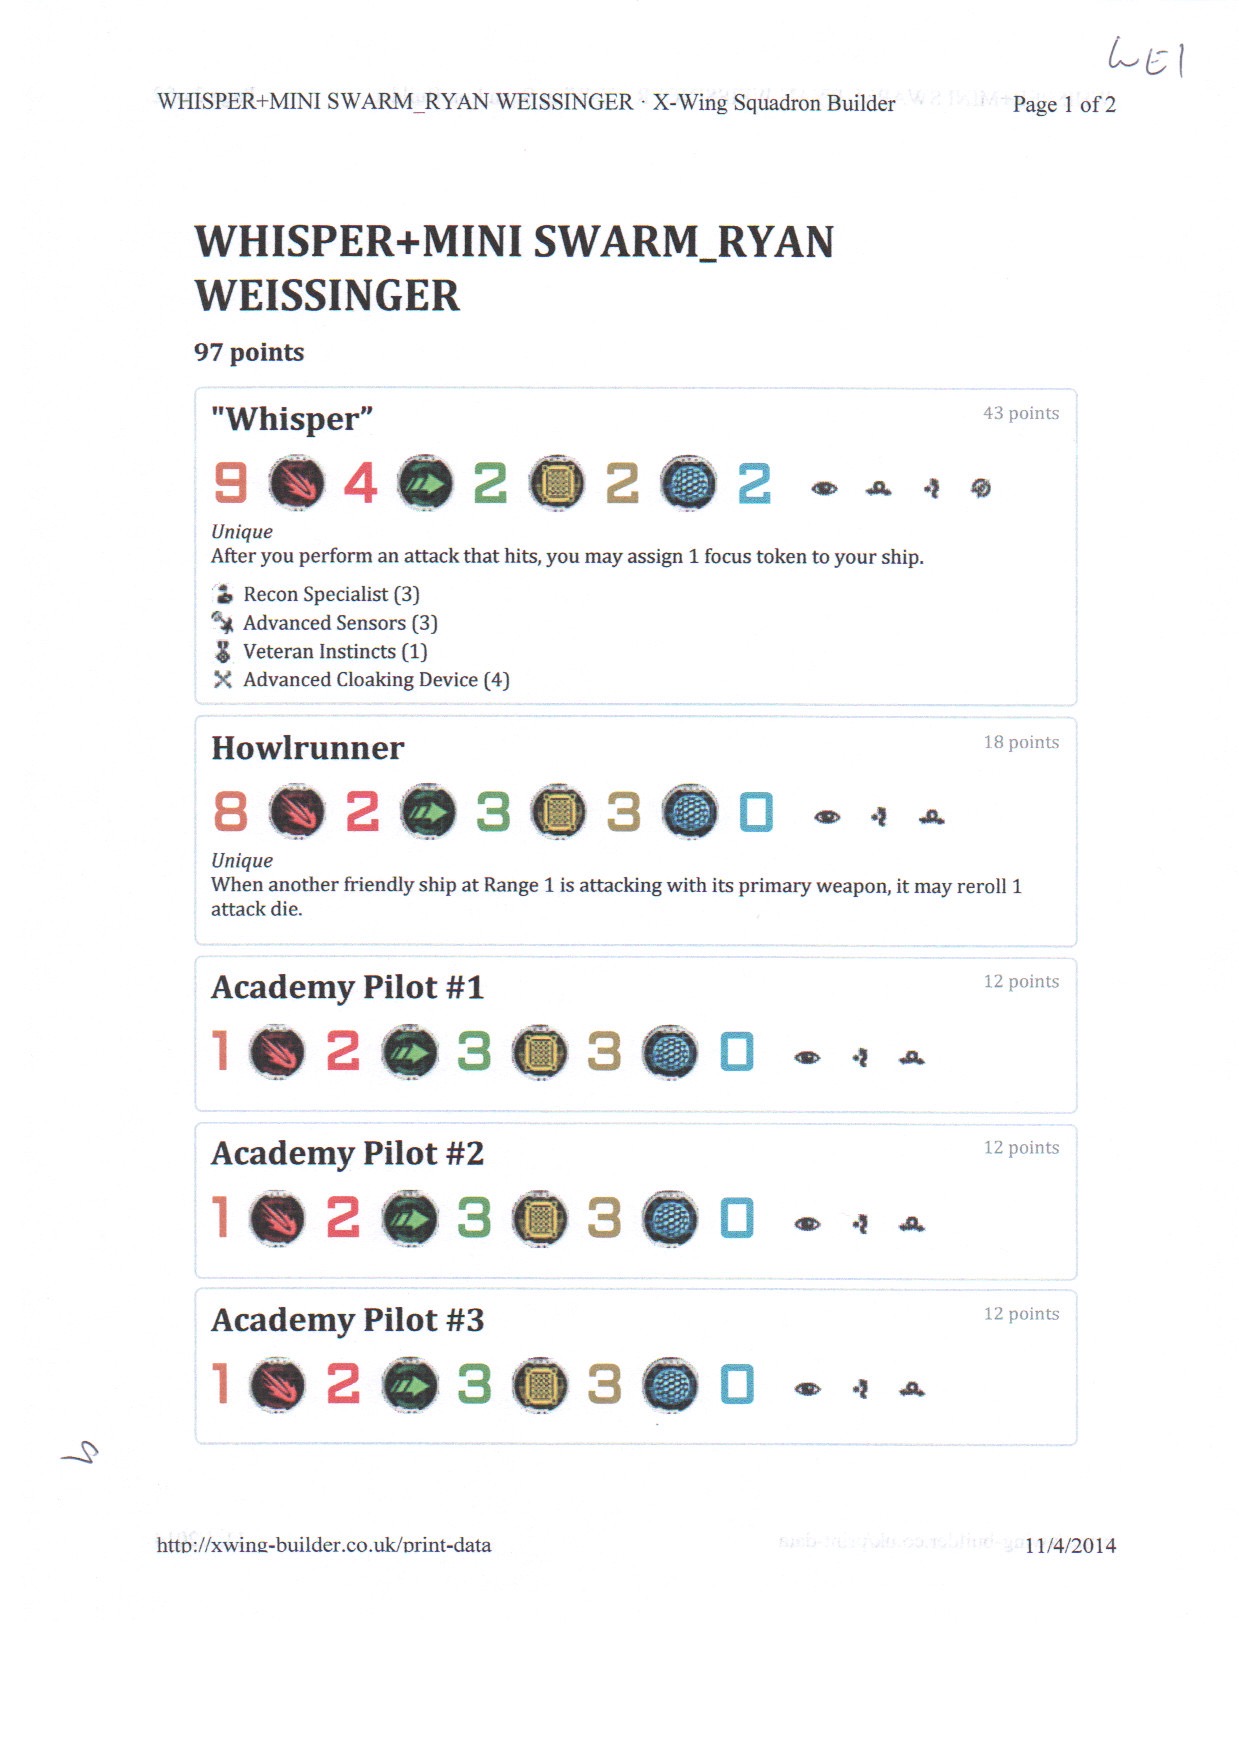 WEI
WHISPER+MINI SWARM_RYAN WEISSINGER · X-Wing Squadron Builder Page 1 of 2
WHISPER+MINI SWARM_RYAN
WEISSINGER
97 points
"Whisper” 43 points
9 4 2 2 2
Unique
After you perform an attack that hits, you may assign 1 focus token to your ship.
Recon Specialist (3)
Advanced Sensors (3)
Veteran Instincts (1)
Advanced Cloaking Device (4)
Howlrunner 18 points
8 2 3 3 0
Unique
When another friendly ship at Range 1 is attacking with its primary weapon, it may reroll 1
attack die.
Academy Pilot #1 12 points
1 2 3 3 0
Academy Pilot #2 12 points
1 2 3 3 0
Academy Pilot #3 12 points
1 2 3 3 0
http://xwing-builder.co.uk/print-data 11/4/2014